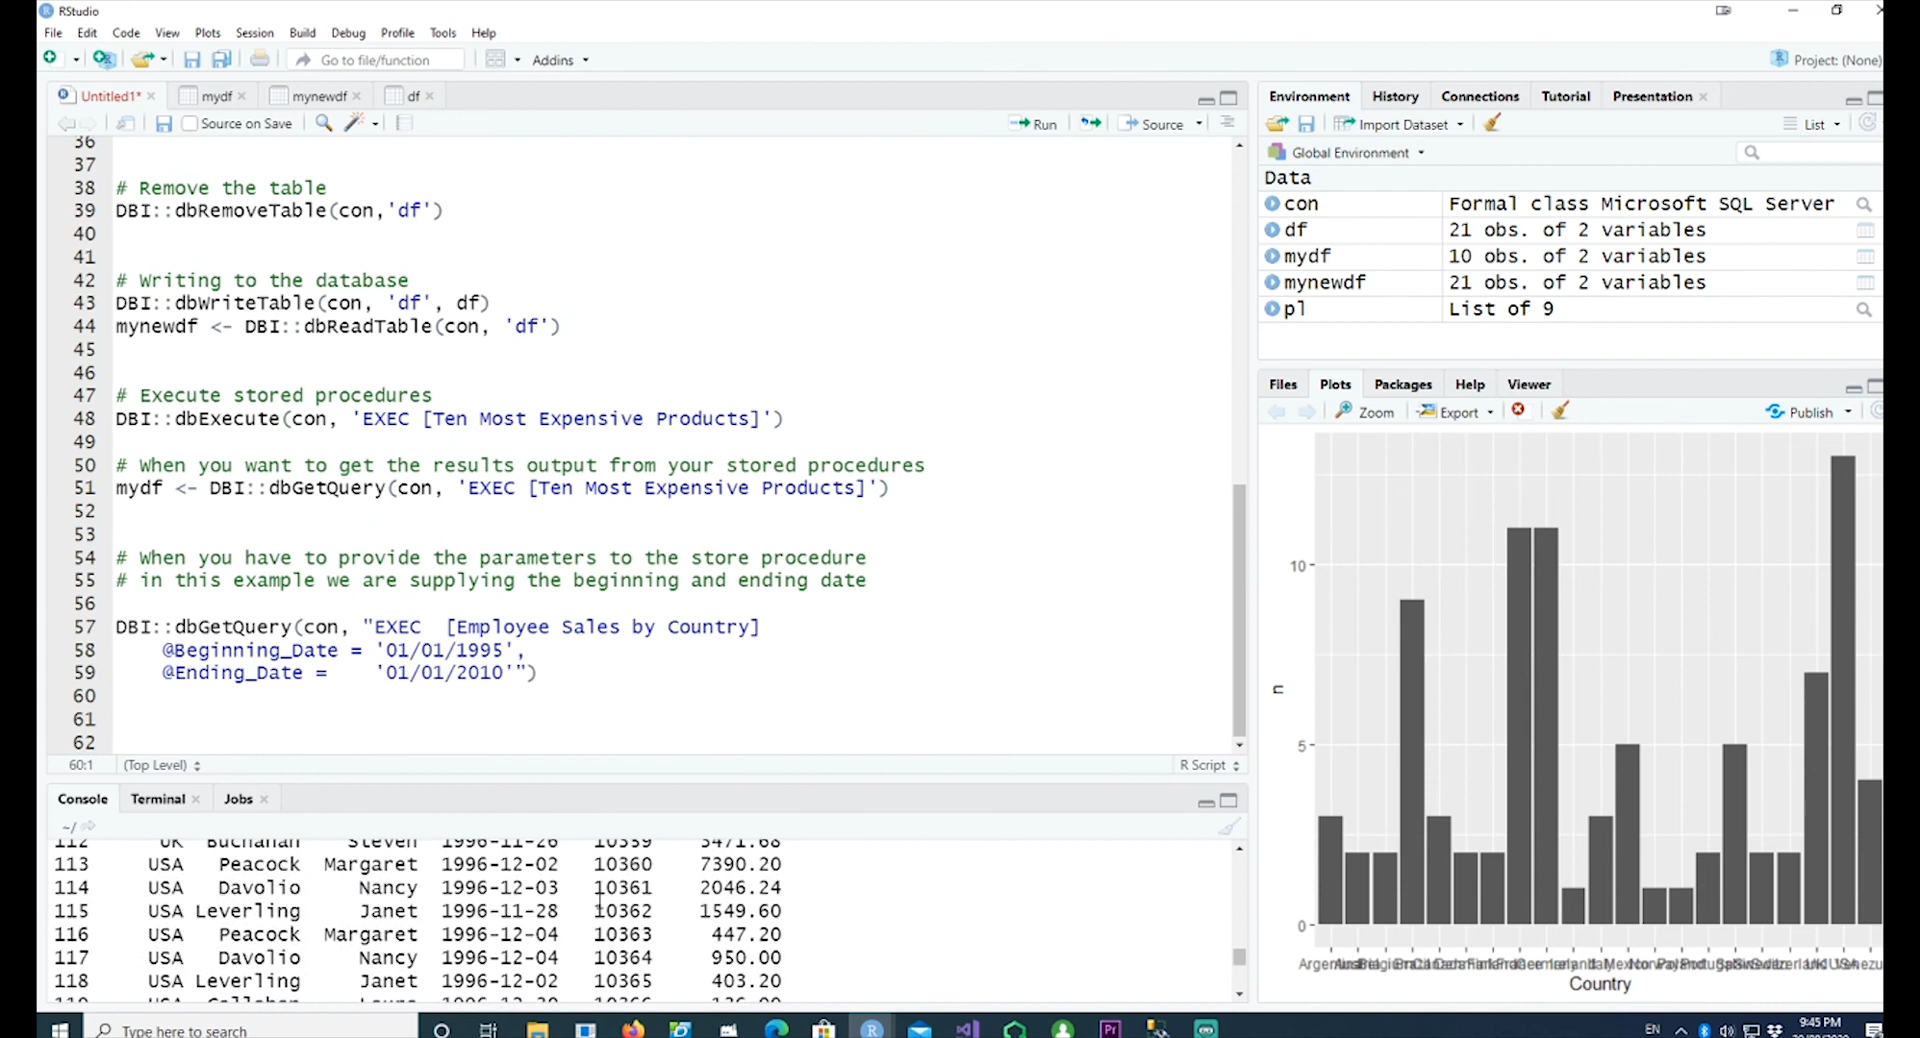 RStudio
File Edit Code View Plots Session Build Debug Profile Tools Help
Go to file/function Addins Project: (None)
Untitled1* mydf mynewdf df
Source on Save Run Source
36
37
38 # Remove the table
39 DBI::dbRemoveTable(con,'df')
40
41
42 # Writing to the database
43 DBI::dbWriteTable(con, 'df', df)
44 mynewdf <- DBI::dbReadTable(con, 'df')
45
46
47 # Execute stored procedures
48 DBI::dbExecute(con, 'EXEC [Ten Most Expensive Products]')
49
50 # When you want to get the results output from your stored procedures
51 mydf <- DBI::dbGetQuery(con, 'EXEC [Ten Most Expensive Products]')
52
53
54 # When you have to provide the parameters to the store procedure
55 # in this example we are supplying the beginning and ending date
56
57 DBI::dbGetQuery(con, "EXEC  [Employee Sales by Country]
58 @Beginning_Date = '01/01/1995',
59 @Ending_Date =    '01/01/2010'")
60
61
62
60:1 (Top Level) R Script
Console Terminal Jobs
~/
112 UK Buchanan Steven 1996-11-26 10359 3471.68
113 USA Peacock Margaret 1996-12-02 10360 7390.20
114 USA Davolio Nancy 1996-12-03 10361 2046.24
115 USA Leverling Janet 1996-11-28 10362 1549.60
116 USA Peacock Margaret 1996-12-04 10363 447.20
117 USA Davolio Nancy 1996-12-04 10364 950.00
118 USA Leverling Janet 1996-12-02 10365 403.20
Environment History Connections Tutorial Presentation
Import Dataset List
Global Environment
Data
con Formal class Microsoft SQL Server
df 21 obs. of 2 variables
mydf 10 obs. of 2 variables
mynewdf 21 obs. of 2 variables
pl List of 9
Files Plots Packages Help Viewer
Zoom Export Publish
n
10
5
0
Country
Type here to search
Pr
EN
9:45 PM